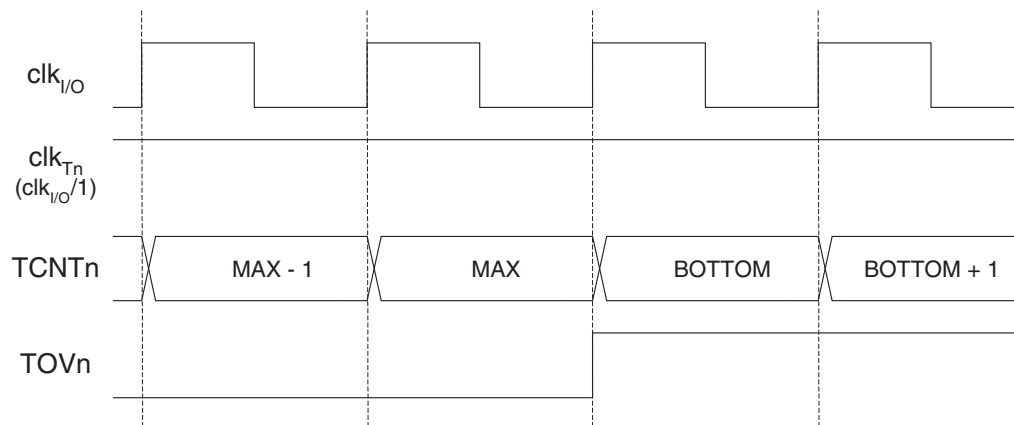 clkI/O
clkTn
(clkI/O/1)
TCNTn MAX - 1 MAX BOTTOM BOTTOM + 1
TOVn